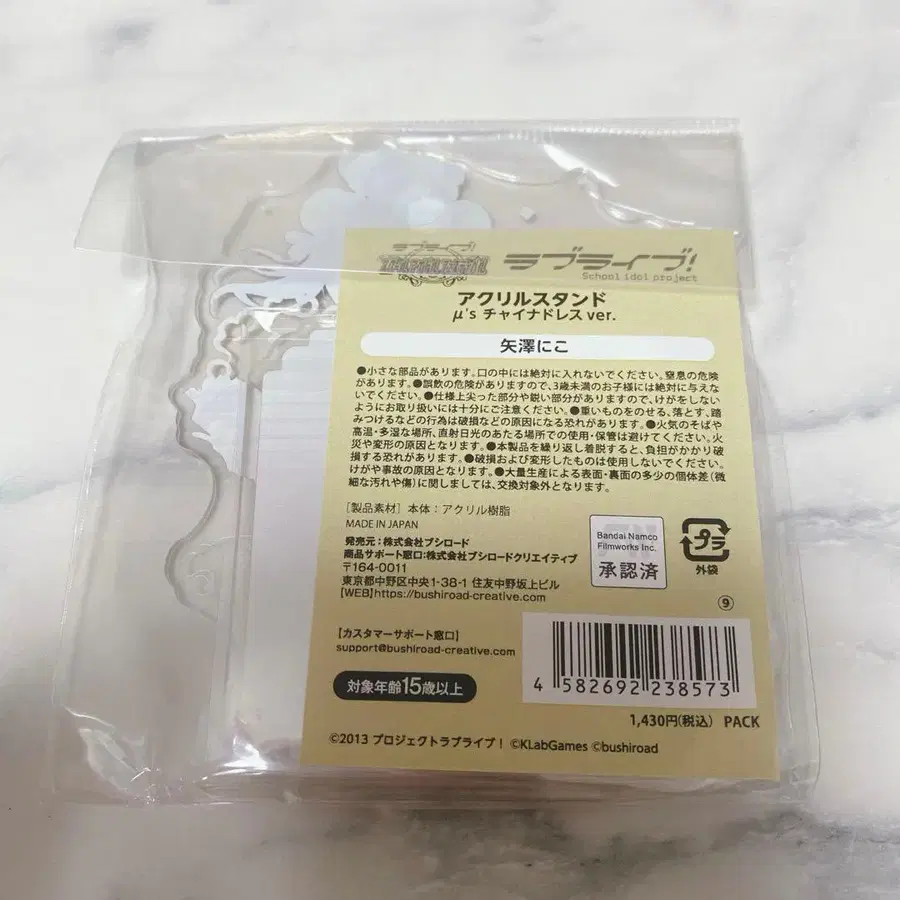 ラブライブ!
ラブライブ!
School idol project
アクリルスタンド
μ's チャイナドレス ver.
矢澤にこ
●小さな部品があります。口の中には絶対に入れないでください。窒息の危険
があります。●誤飲の危険がありますので、3歳未満のお子様には絶対に与えな
いでください。●仕様上尖った部分や鋭い部分がありますので、けがをしない
ようにお取り扱いには十分にご注意ください。●重いものをのせる、落とす、踏
みつけるなどの行為は破損などの原因になる恐れがあります。●火気のそばや
高温・多湿な場所、直射日光のあたる場所での使用・保管は避けてください。火
災や変形の原因となります。●本製品を繰り返し着脱すると、負担がかかり破
損する恐れがあります。●破損および変形したものは使用しないでください。
けがや事故の原因となります。●大量生産による表面・裏面の多少の個体差(微
細な汚れや傷)に関しましては、交換対象外となります。
[製品素材] 本体:アクリル樹脂
MADE IN JAPAN
発売元:株式会社ブシロード
商品サポート窓口:株式会社ブシロードクリエイティブ
〒164-0011
東京都中野区中央1-38-1 住友中野坂上ビル
【WEB】https://bushiroad-creative.com
Bandai Namco
Filmworks Inc.
承認済
プラ
外袋
⑨
【カスタマーサポート窓口】
support@bushiroad-creative.com
対象年齢15歳以上
4 582692 238573
1,430円(税込) PACK
©2013 プロジェクトラブライブ! ©KLabGames ©bushiroad